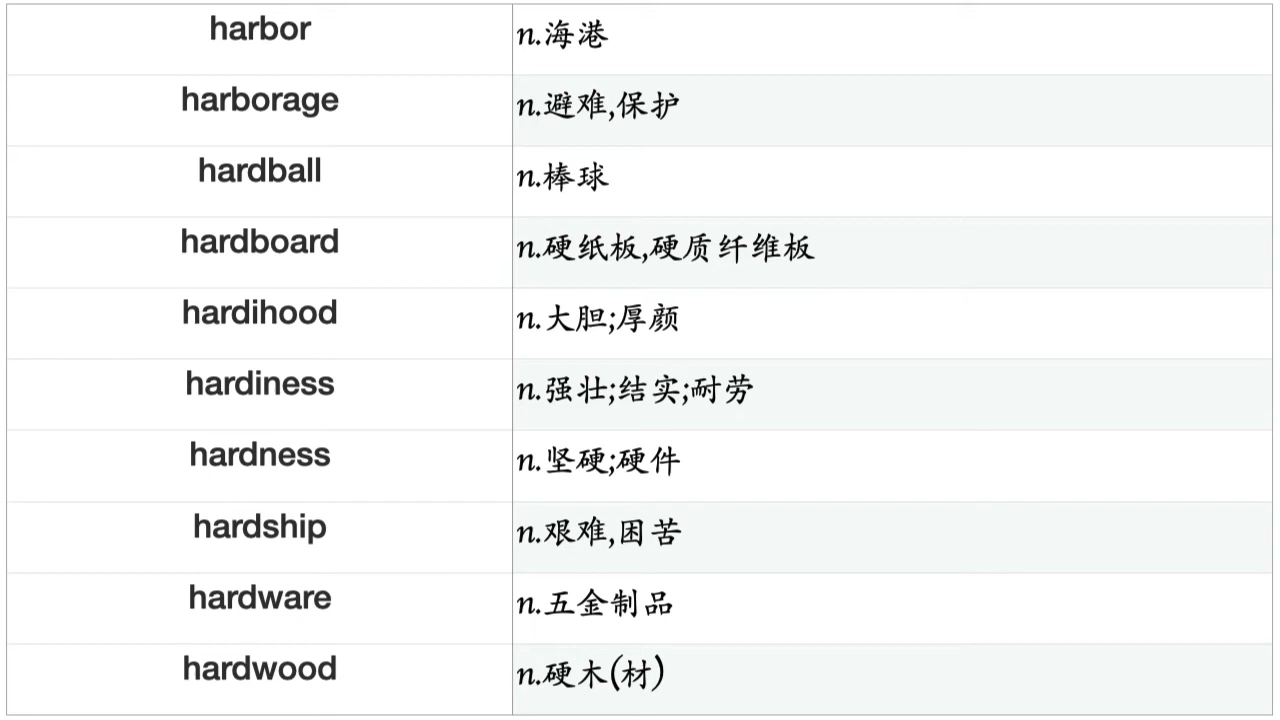 harbor n.海港
harborage n.避难,保护
hardball n.棒球
hardboard n.硬纸板,硬质纤维板
hardihood n.大胆;厚颜
hardiness n.强壮;结实;耐劳
hardness n.坚硬;硬件
hardship n.艰难,困苦
hardware n.五金制品
hardwood n.硬木(材)